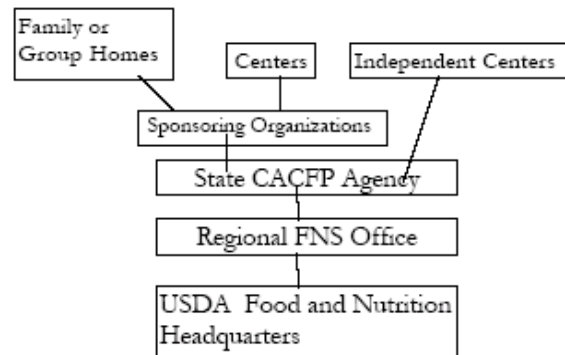 Family or
Group Homes
Centers
Independent Centers
Sponsoring Organizations
State CACFP Agency
Regional FNS Office
USDA Food and Nutrition
Headquarters